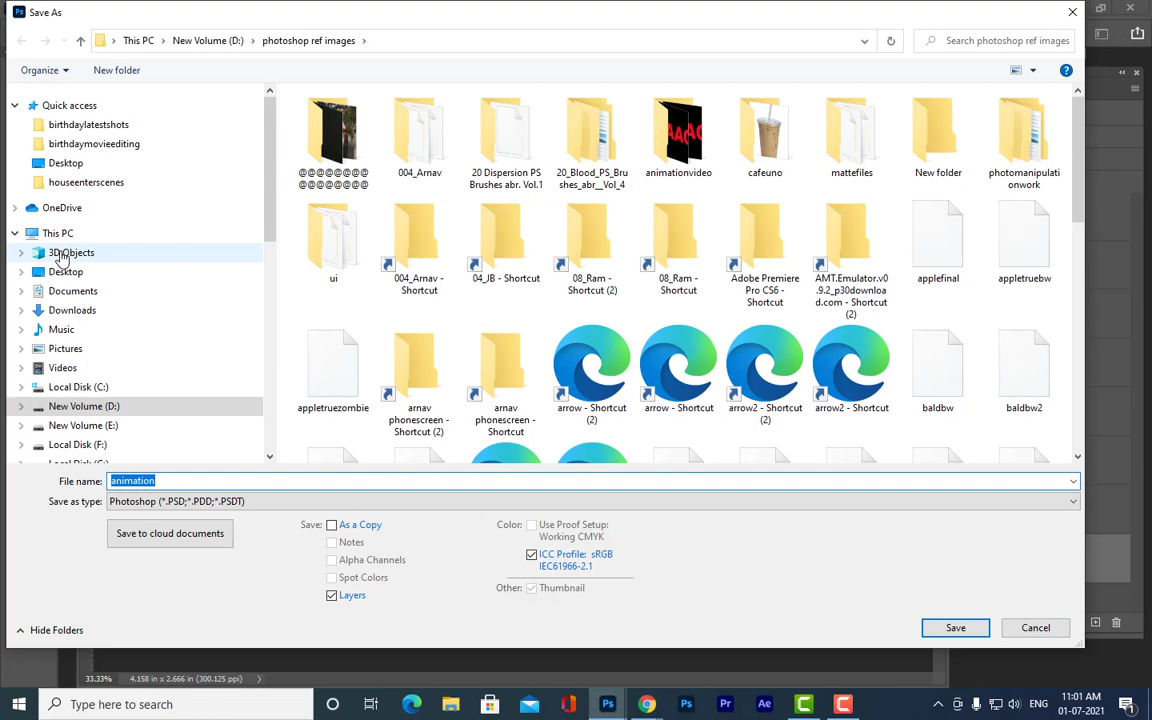 Ps Save As
This PC > New Volume (D:) > photoshop ref images >
Search photoshop ref images
Organize
New folder
Quick access
birthdaylatestshots
birthdaymovieediting
Desktop
houseenterscenes
OneDrive
This PC
3D Objects
Desktop
Documents
Downloads
Music
Pictures
Videos
Local Disk (C:)
New Volume (D:)
New Volume (E:)
Local Disk (F:)
@@@@@@@@
@@@@@@@@
004_Arnav
20 Dispersion PS
Brushes abr. Vol.1
20_Blood_PS_Bru
shes_abr__Vol_4
animationvideo
cafeuno
mattefiles
New folder
photomanipulati
onwork
ui
004_Arnav -
Shortcut
04_JB - Shortcut
08_Ram -
Shortcut (2)
08_Ram -
Shortcut
Adobe Premiere
Pro CS6 -
Shortcut
AMT.Emulator.v0
.9.2_p30downloa
d.com - Shortcut
(2)
applefinal
appletruebw
appletruezombie
arnav
phonescreen -
Shortcut (2)
arnav
phonescreen -
Shortcut
arrow - Shortcut
(2)
arrow - Shortcut
arrow2 - Shortcut
(2)
arrow2 - Shortcut
baldbw
baldbw2
File name: animation
Save as type: Photoshop (*.PSD;*.PDD;*.PSDT)
Save to cloud documents
Save: As a Copy
Notes
Alpha Channels
Spot Colors
Layers
Color: Use Proof Setup:
Working CMYK
ICC Profile: sRGB
IEC61966-2.1
Other: Thumbnail
Hide Folders
Save
Cancel
33.33%
4.158 in x 2.666 in (300.125 ppi)
Type here to search
Ps
Ps
Pr
Ae
ENG
11:01 AM
01-07-2021
1